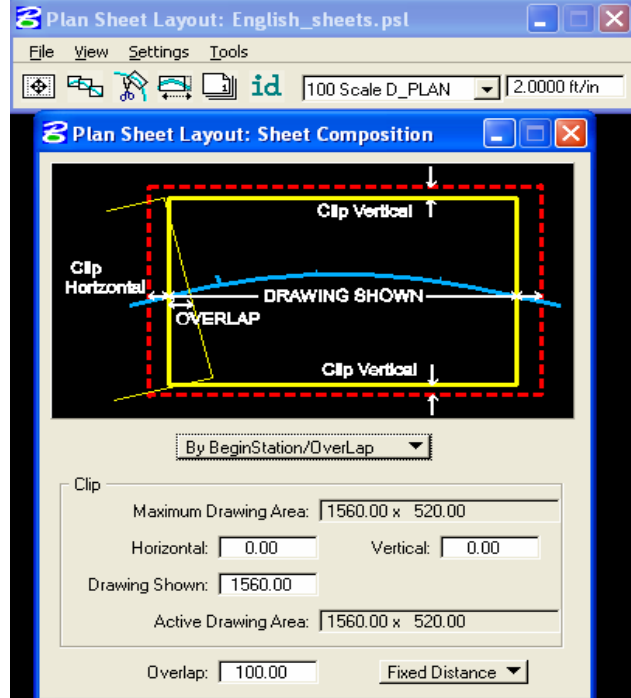 Plan Sheet Layout: English_sheets.psl
File View Settings Tools
id 100 Scale D_PLAN 2.0000 ft/in
Plan Sheet Layout: Sheet Composition
Clip Vertical
Clip
Horizontal
DRAWING SHOWN
OVERLAP
Clip Vertical
By BeginStation/OverLap
Clip
Maximum Drawing Area: 1560.00 x 520.00
Horizontal: 0.00 Vertical: 0.00
Drawing Shown: 1560.00
Active Drawing Area: 1560.00 x 520.00
Overlap: 100.00 Fixed Distance